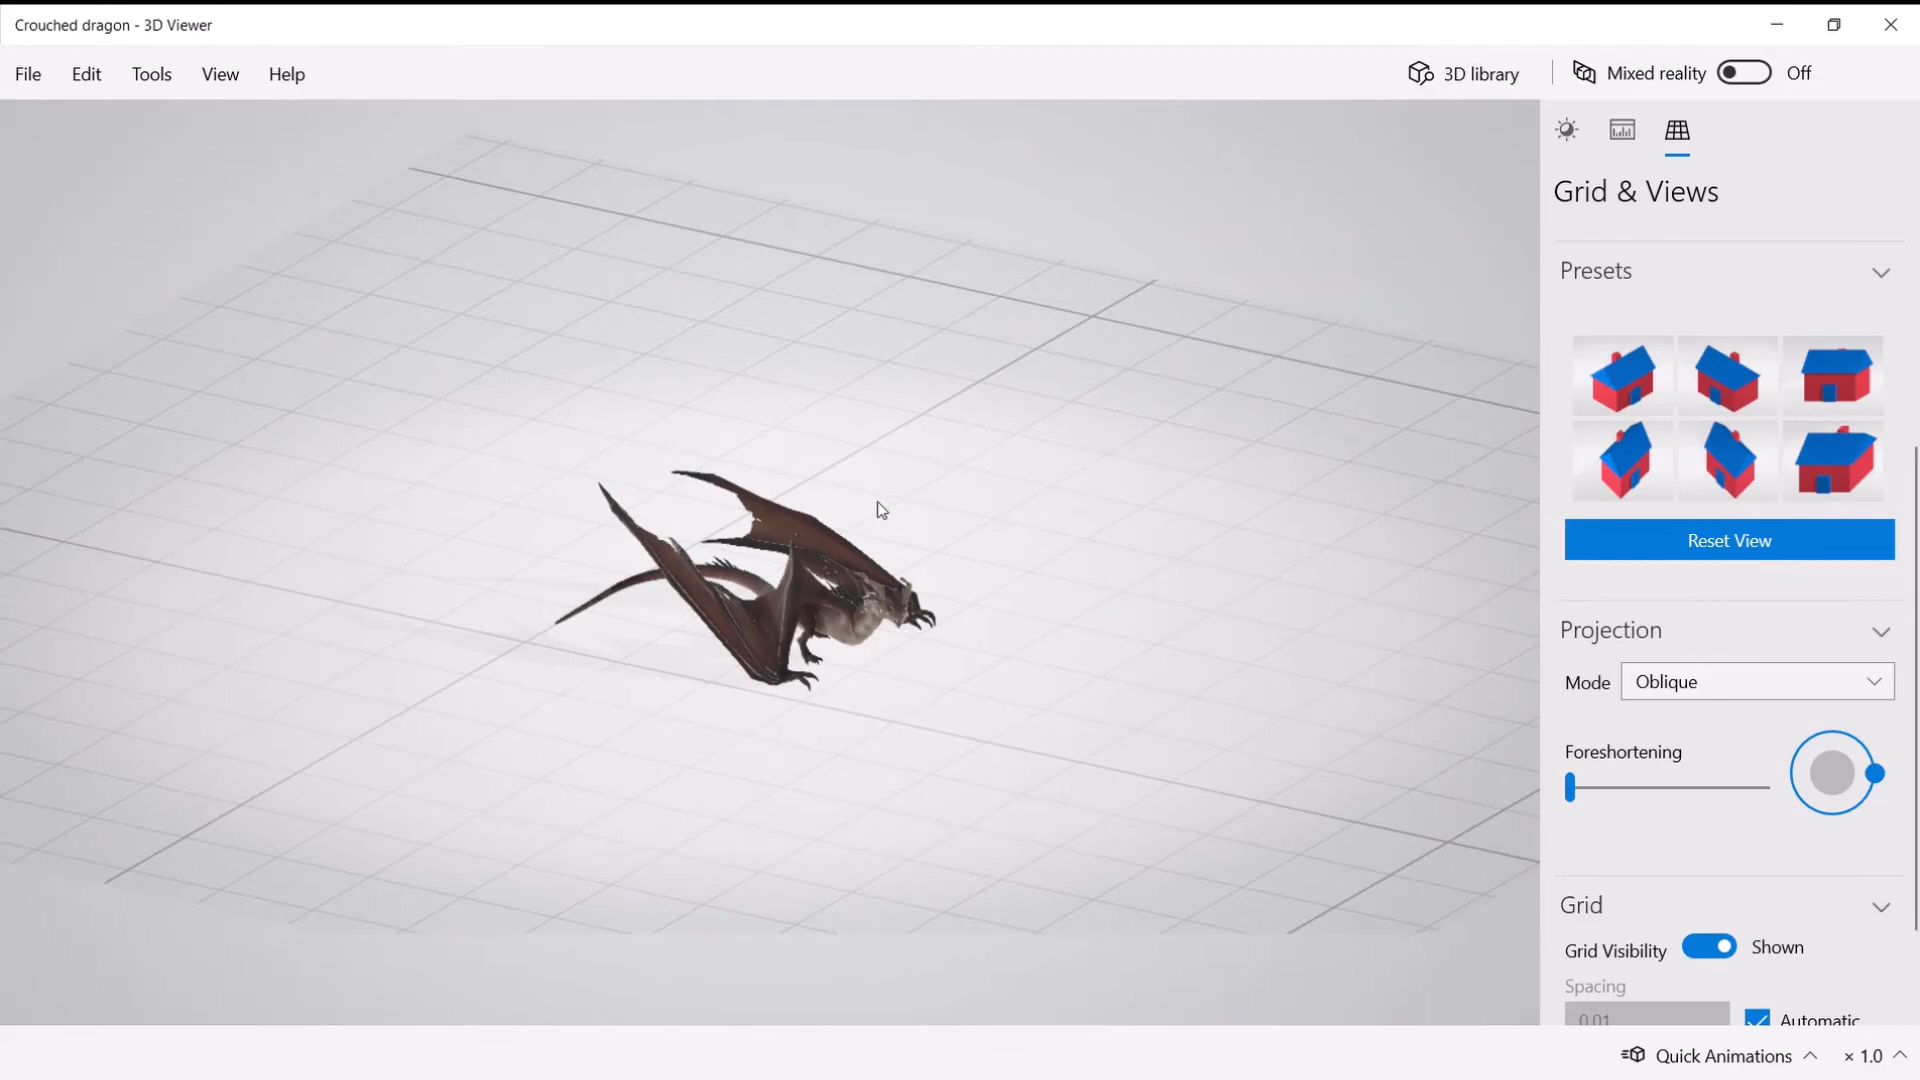 Crouched dragon - 3D Viewer
File Edit Tools View Help
3D library
Mixed reality Off
Grid & Views
Presets
Reset View
Projection
Mode Oblique
Foreshortening
Grid
Grid Visibility Shown
Spacing
0.01 Automatic
Quick Animations × 1.0